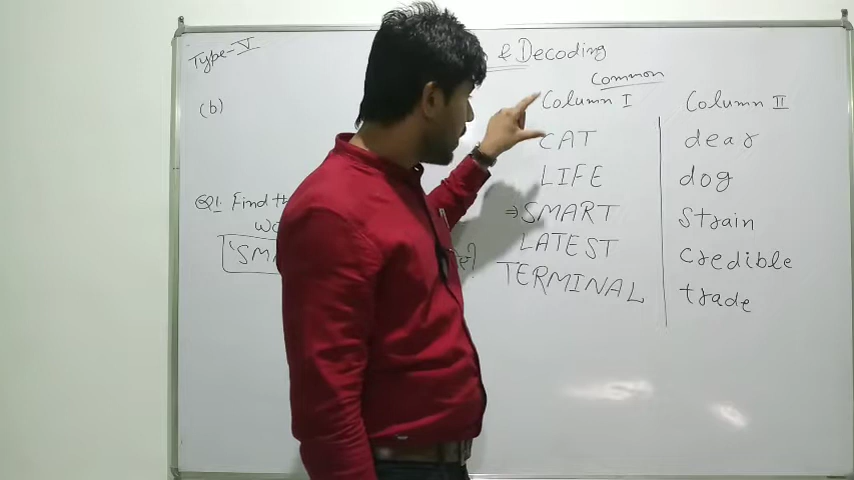 Type-V
& Decoding
Common
(b)
Column I
Column II
CAT
dear
LIFE
dog
Q1. Find
⇒SMART
strain
LATEST
credible
TERMINAL
trade